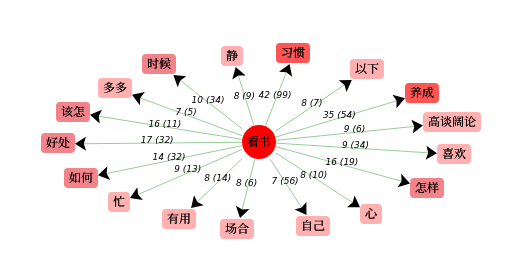 习惯
静
时候
以下
多多
养成
该怎
高谈阔论
好处
看书
喜欢
如何
怎样
忙
心
有用
场合
自己
10 (34)
8 (9)
42 (99)
8 (7)
7 (5)
35 (54)
16 (11)
9 (6)
17 (32)
9 (34)
14 (32)
16 (19)
9 (13)
8 (14)
8 (6)
7 (56)
8 (10)